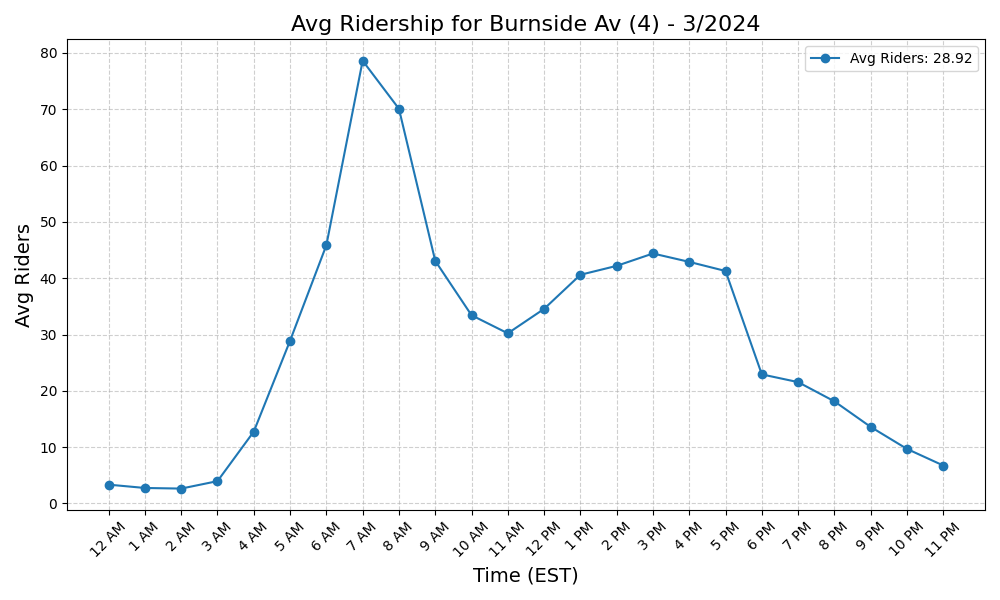 Avg Ridership for Burnside Av (4) - 3/2024
Avg Riders: 28.92
Avg Riders
80
70
60
50
40
30
20
10
0
12 AM
1 AM
2 AM
3 AM
4 AM
5 AM
6 AM
7 AM
8 AM
9 AM
10 AM
11 AM
12 PM
1 PM
2 PM
3 PM
4 PM
5 PM
6 PM
7 PM
8 PM
9 PM
10 PM
11 PM
Time (EST)